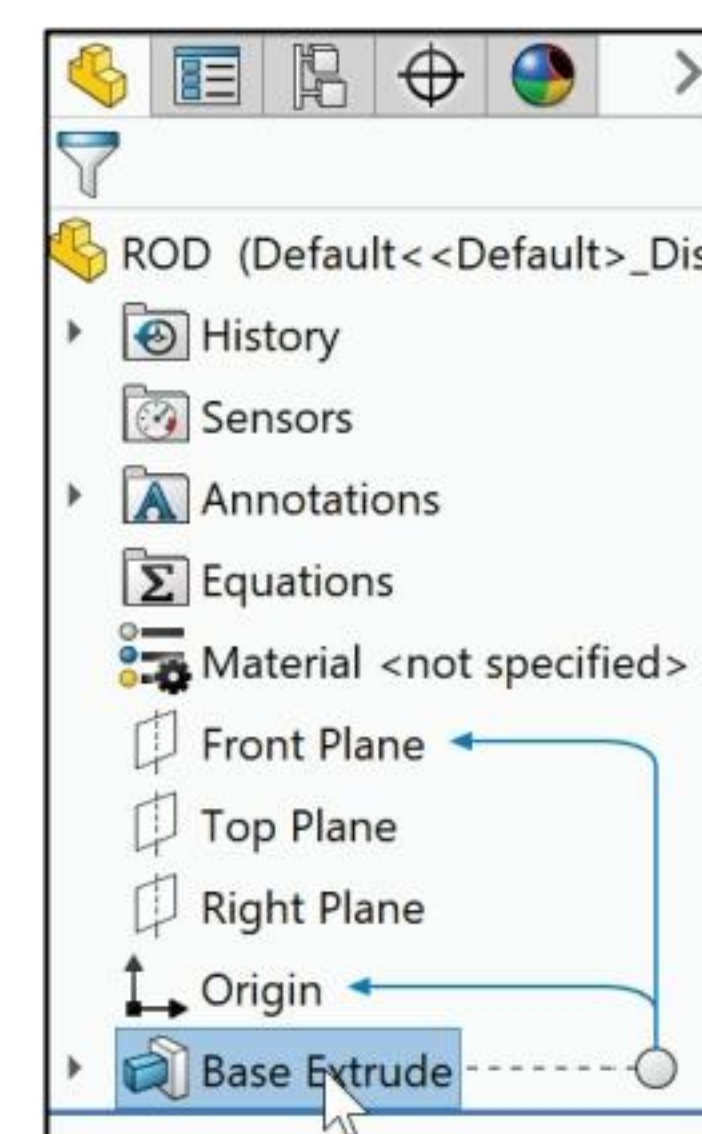 ROD (Default<<Default>_Dis
History
Sensors
Annotations
Equations
Material <not specified>
Front Plane
Top Plane
Right Plane
Origin
Base Extrude